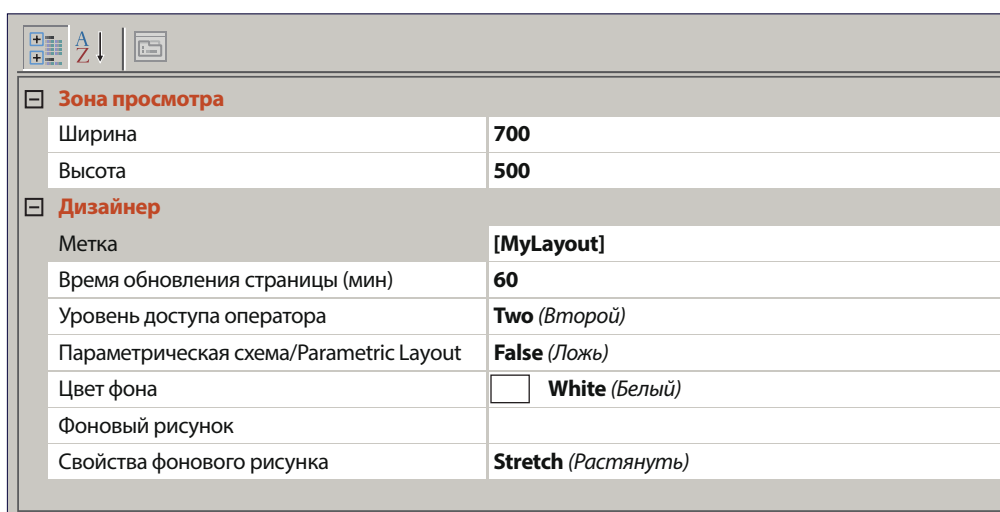 A
Z
Зона просмотра
Ширина 700
Высота 500
Дизайнер
Метка [MyLayout]
Время обновления страницы (мин) 60
Уровень доступа оператора Two (Второй)
Параметрическая схема/Parametric Layout False (Ложь)
Цвет фона White (Белый)
Фоновый рисунок
Свойства фонового рисунка Stretch (Растянуть)